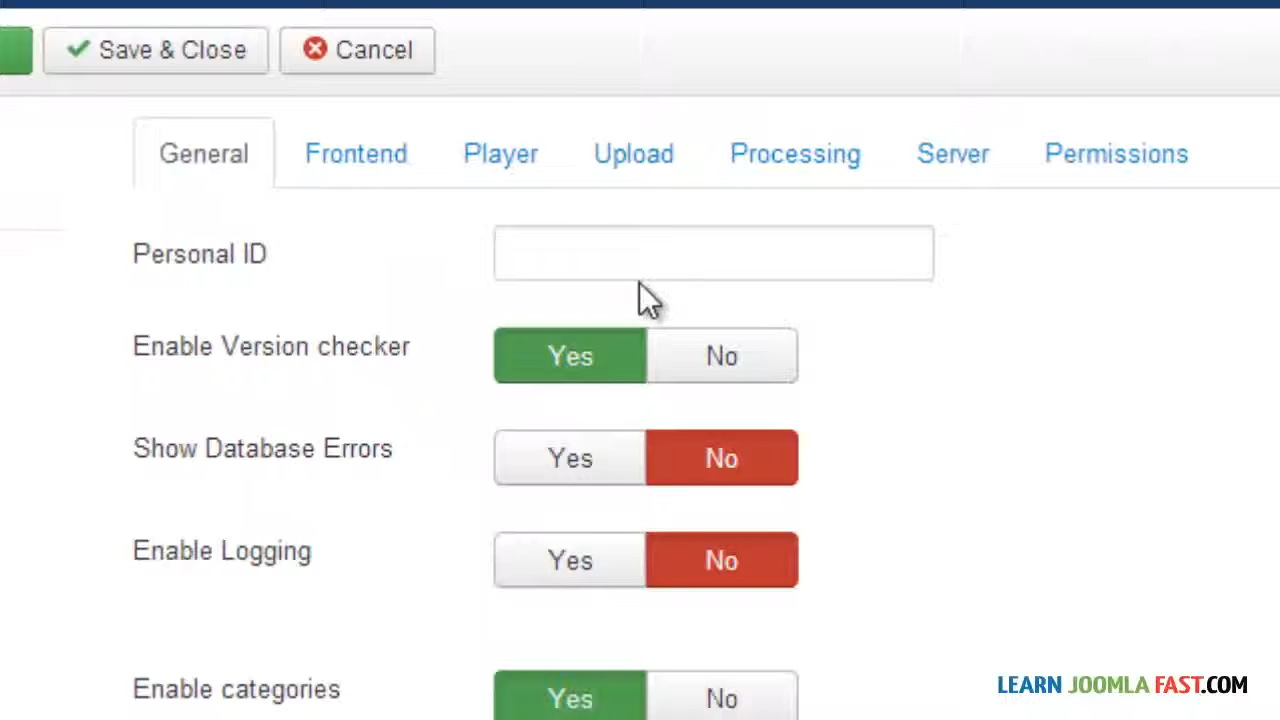 Save & Close Cancel
General Frontend Player Upload Processing Server Permissions
Personal ID
Enable Version checker Yes No
Show Database Errors Yes No
Enable Logging Yes No
Enable categories Yes No
LEARN JOOMLA FAST.COM